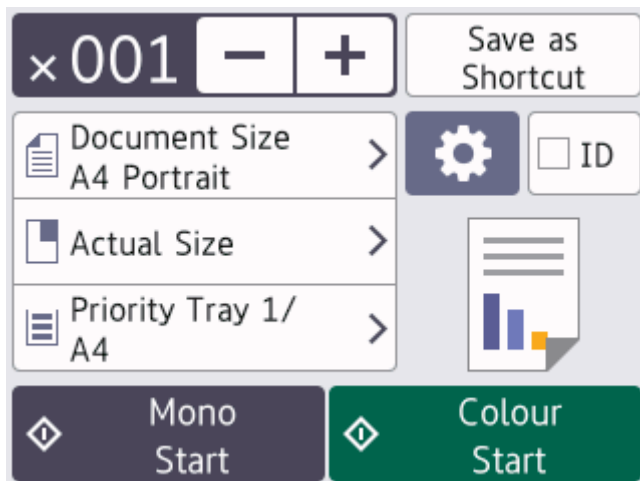 ×001
Save as
Shortcut
Document Size
A4 Portrait
ID
Actual Size
Priority Tray 1/
A4
Mono
Start
Colour
Start